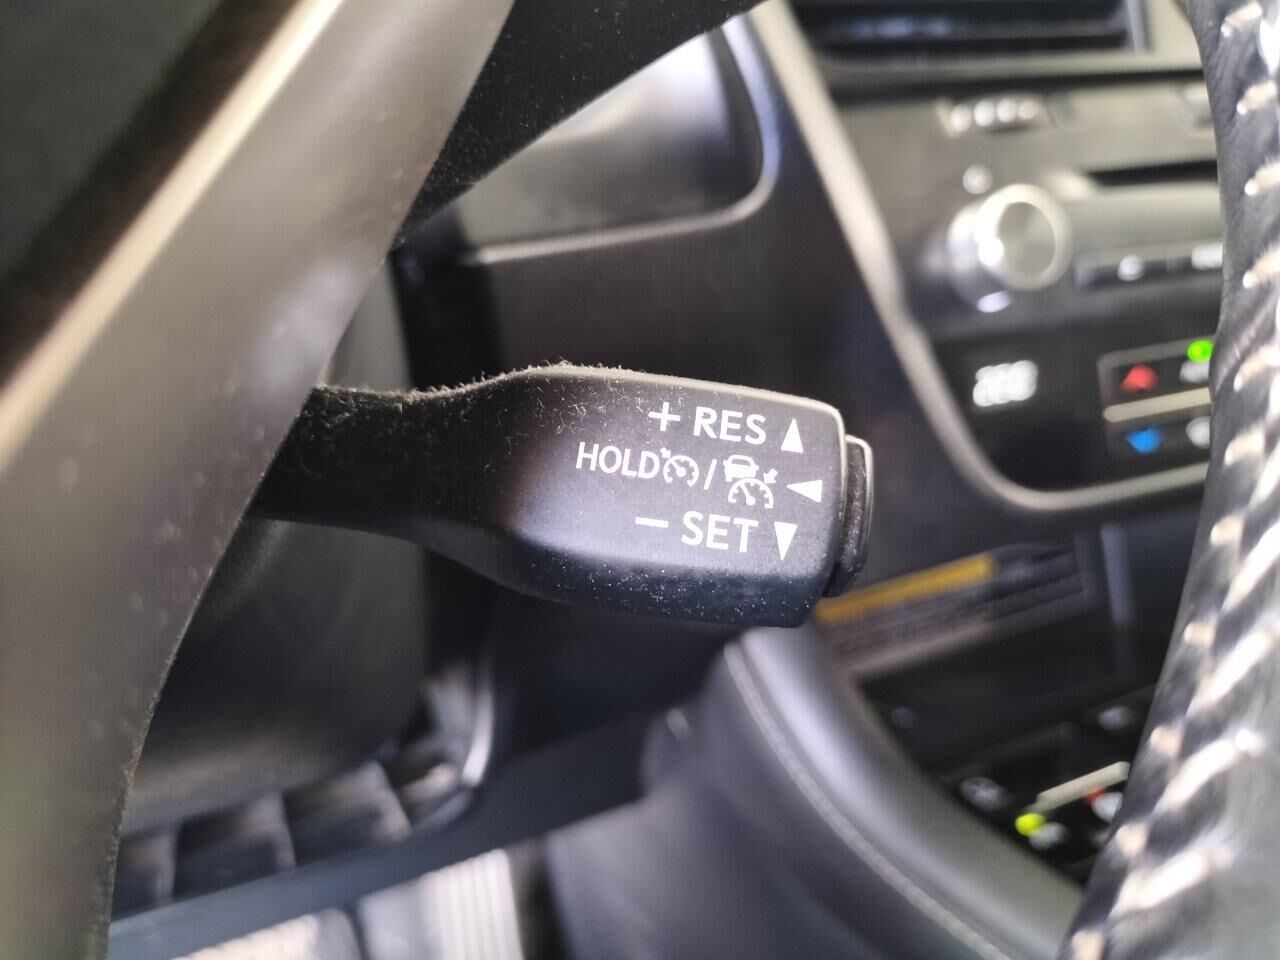 + RES
HOLD /
− SET